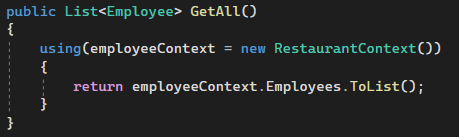 public List<Employee> GetAll()
{
using(employeeContext = new RestaurantContext())
{
return employeeContext.Employees.ToList();
}
}